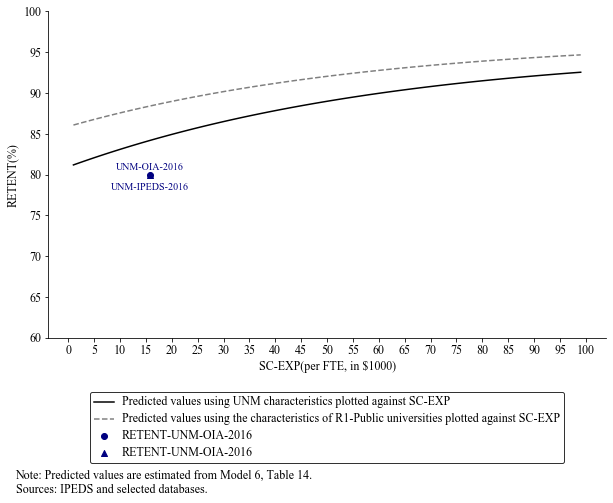 100
95
90
85
80
75
70
65
60
RETENT(%)
UNM-OIA-2016
UNM-IPEDS-2016
0 5 10 15 20 25 30 35 40 45 50 55 60 65 70 75 80 85 90 95 100
SC-EXP(per FTE, in $1000)
Predicted values using UNM characteristics plotted against SC-EXP
Predicted values using the characteristics of R1-Public universities plotted against SC-EXP
RETENT-UNM-OIA-2016
RETENT-UNM-OIA-2016
Note: Predicted values are estimated from Model 6, Table 14.
Sources: IPEDS and selected databases.